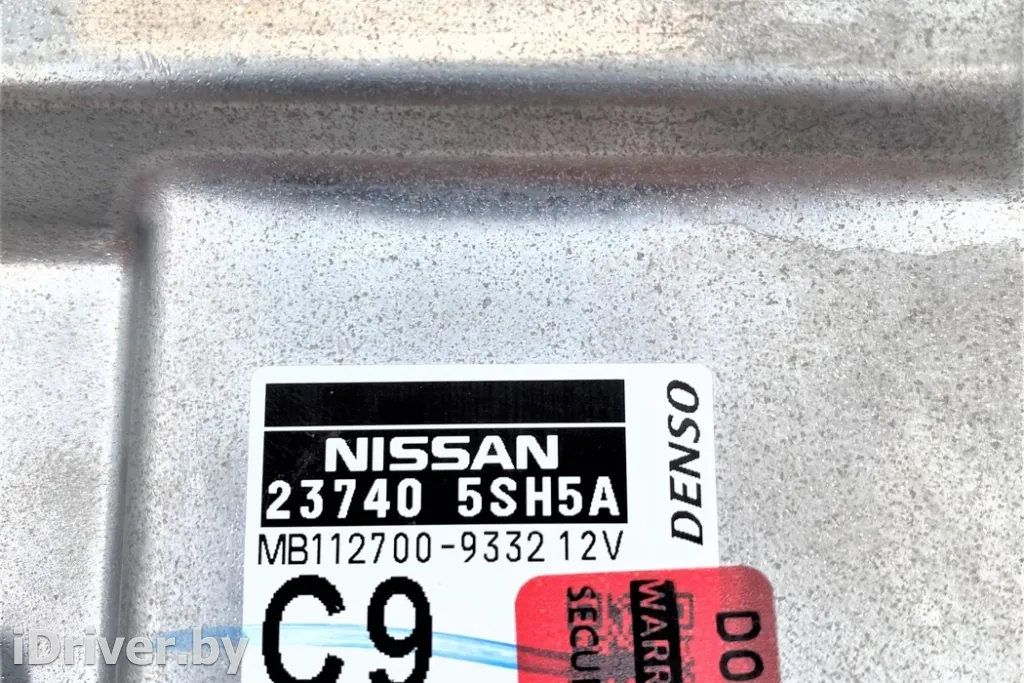 NISSAN
23740 5SH5A
MB112700-9332 12V
DENSO
C9
iDriver.by